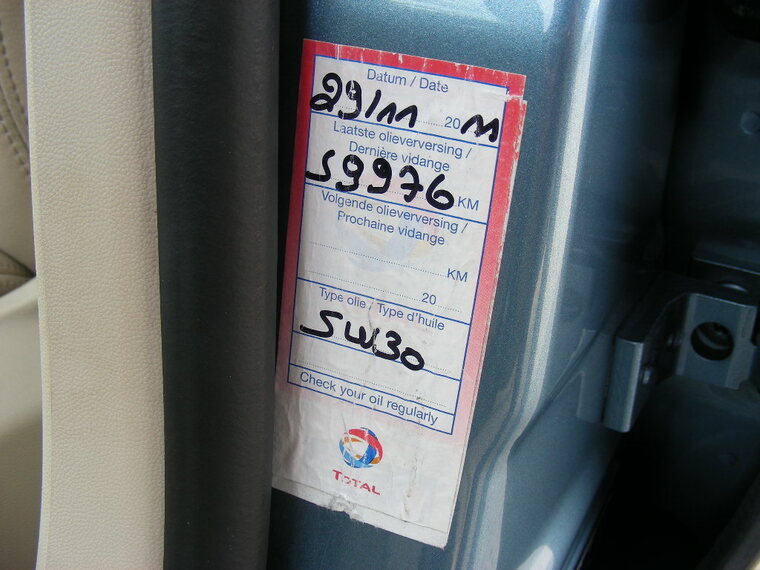 Datum / Date
29/11 20 11
Laatste olieverversing /
Dernière vidange
59976 KM
Volgende olieverversing /
Prochaine vidange
KM
20
Type olie / Type d'huile
5W30
Check your oil regularly
TOTAL